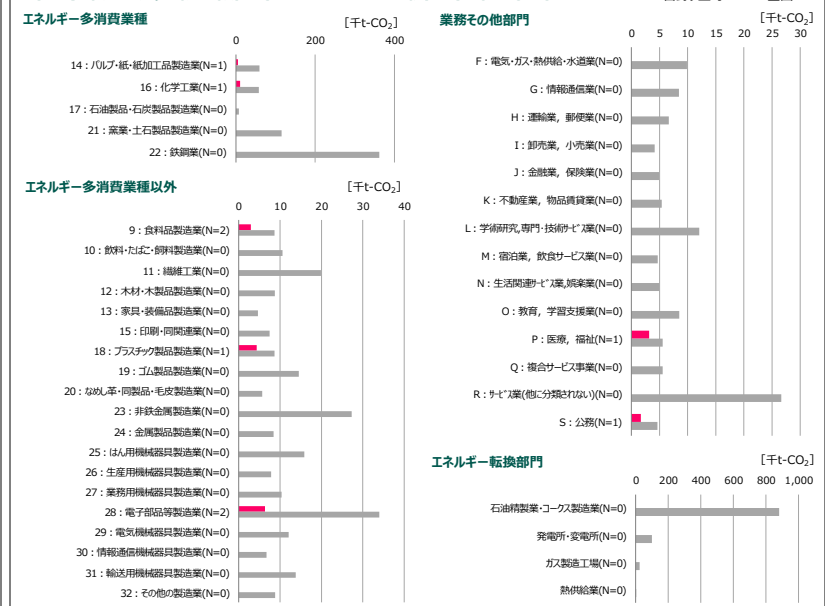 エネルギー多消費業種
[千t-CO₂]
0 200 400
14：パルプ・紙・紙加工品製造業(N=1)
16：化学工業(N=1)
17：石油製品・石炭製品製造業(N=0)
21：窯業・土石製品製造業(N=0)
22：鉄鋼業(N=0)
エネルギー多消費業種以外
[千t-CO₂]
0 10 20 30 40
9：食料品製造業(N=2)
10：飲料・たばこ・飼料製造業(N=0)
11：繊維工業(N=0)
12：木材・木製品製造業(N=0)
13：家具・装備品製造業(N=0)
15：印刷・同関連業(N=0)
18：プラスチック製品製造業(N=1)
19：ゴム製品製造業(N=0)
20：なめし革・同製品・毛皮製造業(N=0)
23：非鉄金属製造業(N=0)
24：金属製品製造業(N=0)
25：はん用機械器具製造業(N=0)
26：生産用機械器具製造業(N=0)
27：業務用機械器具製造業(N=0)
28：電子部品等製造業(N=2)
29：電気機械器具製造業(N=0)
30：情報通信機械器具製造業(N=0)
31：輸送用機械器具製造業(N=0)
32：その他の製造業(N=0)
業務その他部門
[千t-CO₂]
0 5 10 15 20 25 30
F：電気・ガス・熱供給・水道業(N=0)
G：情報通信業(N=0)
H：運輸業，郵便業(N=0)
I：卸売業，小売業(N=0)
J：金融業，保険業(N=0)
K：不動産業，物品賃貸業(N=0)
L：学術研究,専門・技術ｻｰﾋﾞｽ業(N=0)
M：宿泊業，飲食サービス業(N=0)
N：生活関連ｻｰﾋﾞｽ業,娯楽業(N=0)
O：教育，学習支援業(N=0)
P：医療，福祉(N=1)
Q：複合サービス事業(N=0)
R：ｻｰﾋﾞｽ業(他に分類されない)(N=0)
S：公務(N=1)
エネルギー転換部門
[千t-CO₂]
0 200 400 600 800 1,000
石油精製業・コークス製造業(N=0)
発電所・変電所(N=0)
ガス製造工場(N=0)
熱供給業(N=0)